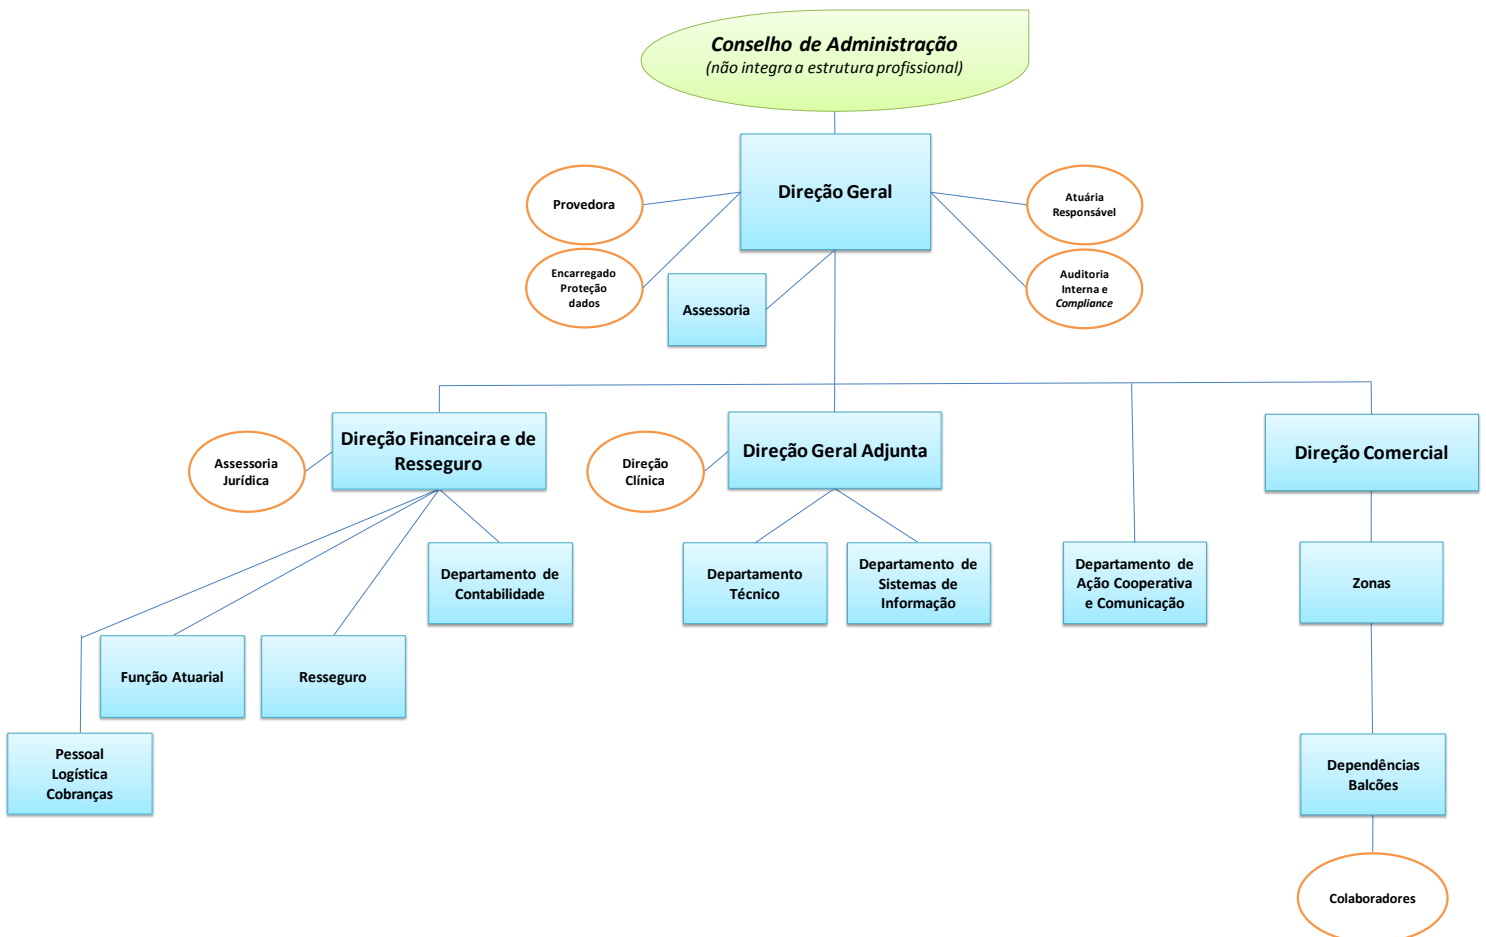 Conselho de Administração
(não integra a estrutura profissional)
Direção Geral
Provedora
Atuária
Responsável
Encarregado
Proteção
dados
Auditoria
Interna e
Compliance
Assessoria
Direção Financeira e de
Resseguro
Assessoria
Jurídica
Direção Geral Adjunta
Direção
Clínica
Direção Comercial
Departamento de
Contabilidade
Departamento
Técnico
Departamento de
Sistemas de
Informação
Departamento de
Ação Cooperativa
e Comunicação
Zonas
Função Atuarial
Resseguro
Pessoal
Logística
Cobranças
Dependências
Balcões
Colaboradores